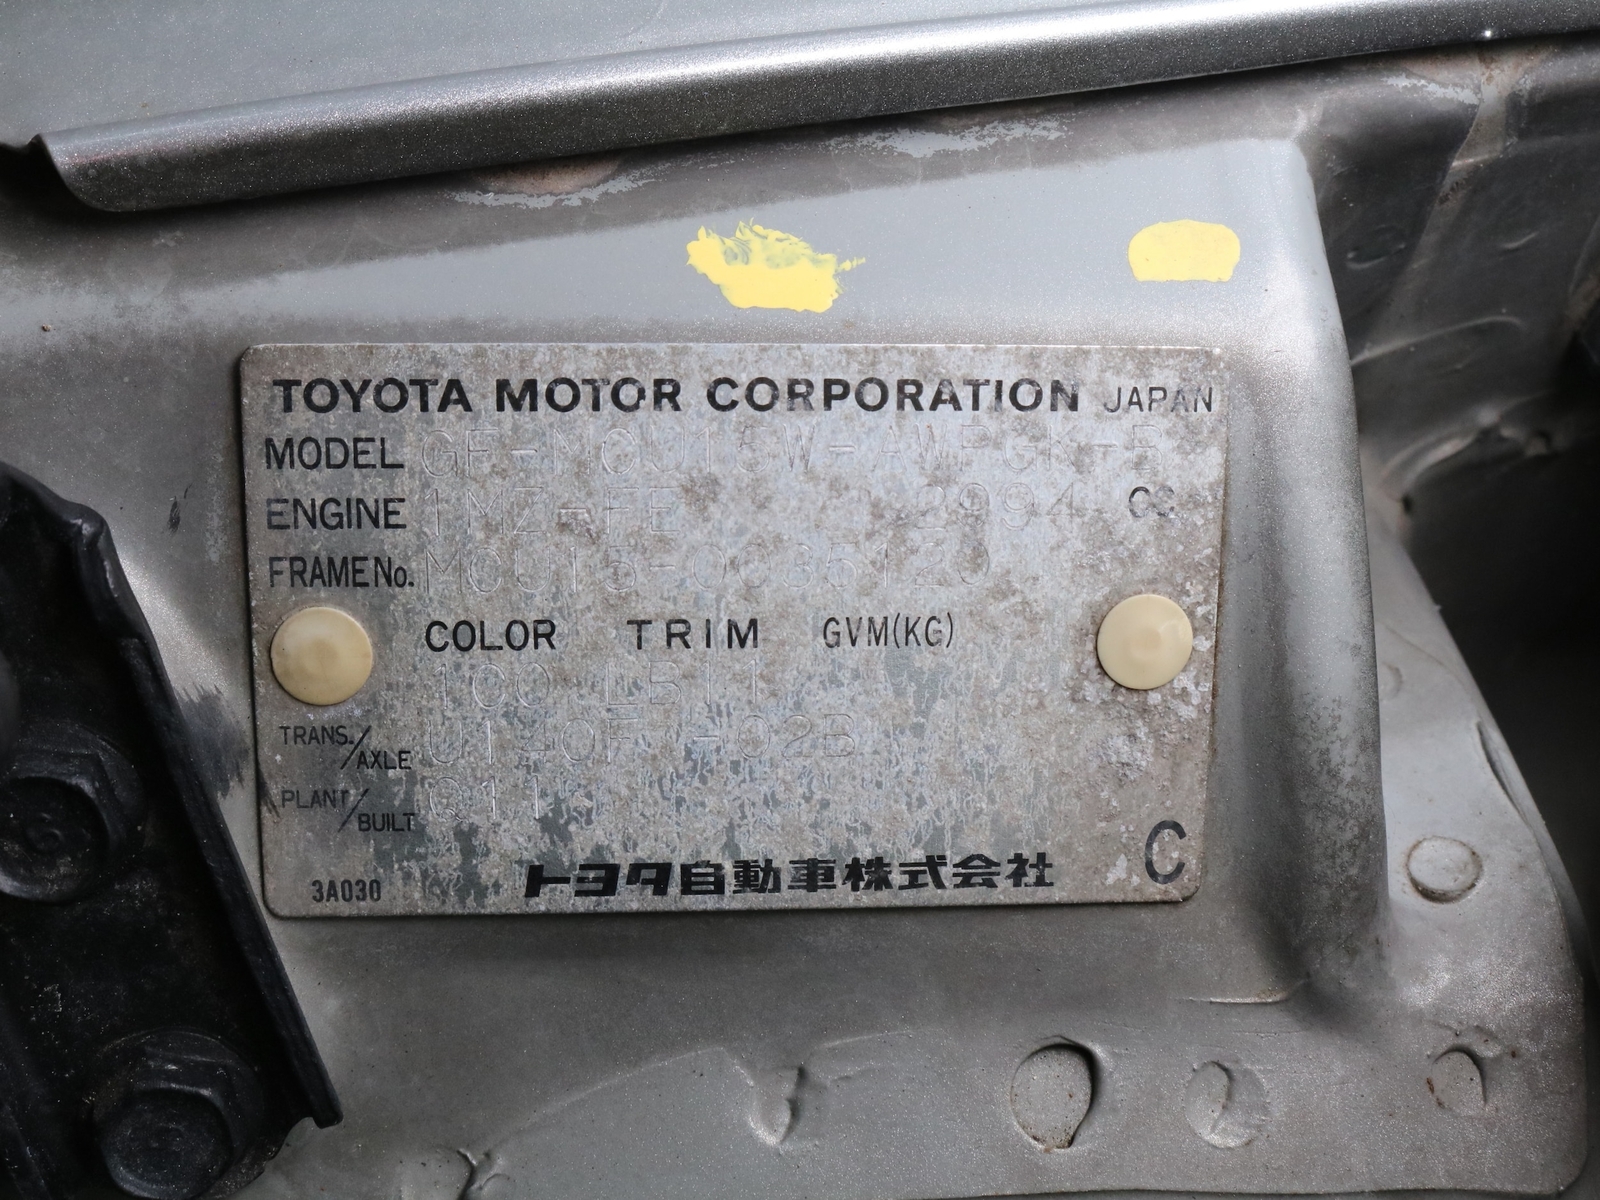 TOYOTA MOTOR CORPORATION JAPAN
MODEL GF-MCU15W-AWPGK-B
ENGINE 1MZ-FE 2994 CC
FRAME No. MCU15-0035120
COLOR TRIM GVM(KG)
100 LB11
TRANS./AXLE U140F -02B
PLANT/BUILT Q11
3A030 トヨタ自動車株式会社 C